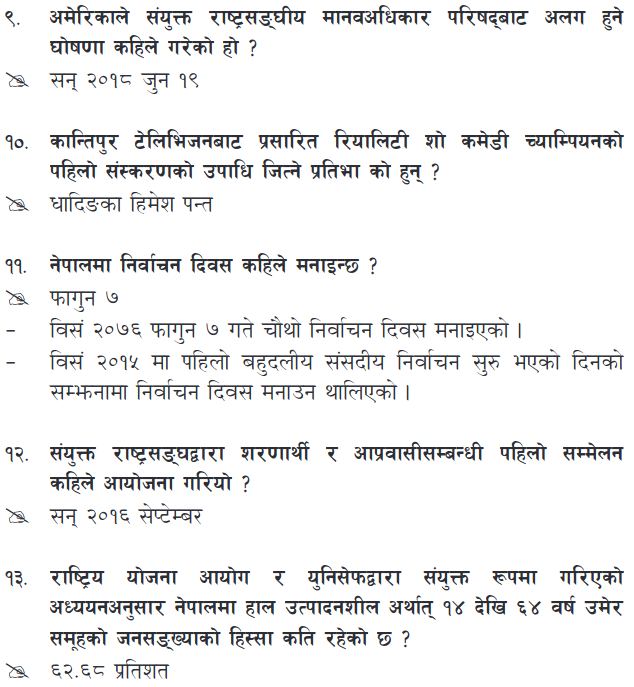 ९. अमेरिकाले संयुक्त राष्ट्रसङ्घीय मानवअधिकार परिषद्बाट अलग हुने
घोषणा कहिले गरेको हो ?
सन् २०१८ जुन १९
१०. कान्तिपुर टेलिभिजनबाट प्रसारित रियालिटी शो कमेडी च्याम्पियनको
पहिलो संस्करणको उपाधि जित्ने प्रतिभा को हुन् ?
धादिङका हिमेश पन्त
११. नेपालमा निर्वाचन दिवस कहिले मनाइन्छ ?
फागुन ७
– विसं २०७६ फागुन ७ गते चौथो निर्वाचन दिवस मनाइएको ।
– विसं २०१५ मा पहिलो बहुदलीय संसदीय निर्वाचन सुरु भएको दिनको
सम्झनामा निर्वाचन दिवस मनाउन थालिएको ।
१२. संयुक्त राष्ट्रसङ्घद्वारा शरणार्थी र आप्रवासीसम्बन्धी पहिलो सम्मेलन
कहिले आयोजना गरियो ?
सन् २०१६ सेप्टेम्बर
१३. राष्ट्रिय योजना आयोग र युनिसेफद्वारा संयुक्त रूपमा गरिएको
अध्ययनअनुसार नेपालमा हाल उत्पादनशील अर्थात् १४ देखि ६४ वर्ष उमेर
समूहको जनसङ्ख्याको हिस्सा कति रहेको छ ?
६२.६८ प्रतिशत